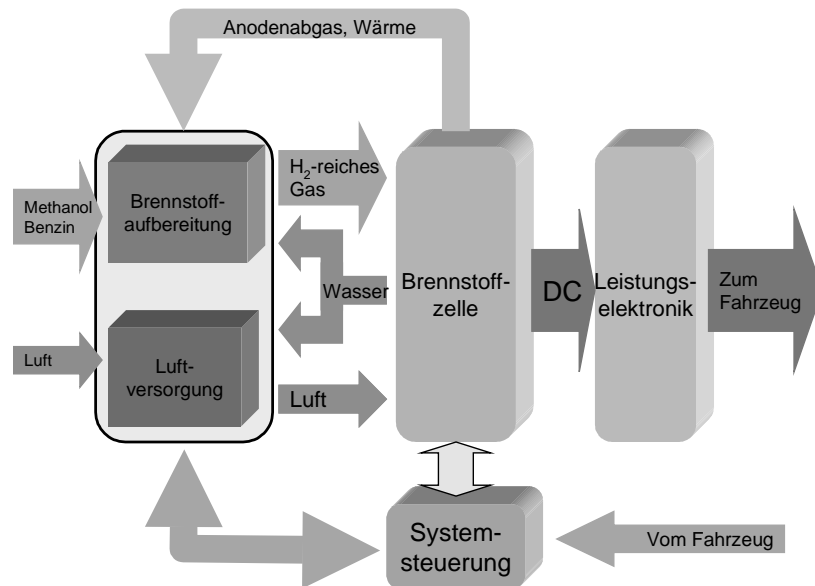 Anodenabgas, Wärme
H2-reiches
Gas
Methanol
Benzin
Brennstoff-
aufbereitung
Wasser
Brennstoff-
zelle
DC
Leistungs-
elektronik
Zum
Fahrzeug
Luft
Luft-
versorgung
Luft
System-
steuerung
Vom Fahrzeug